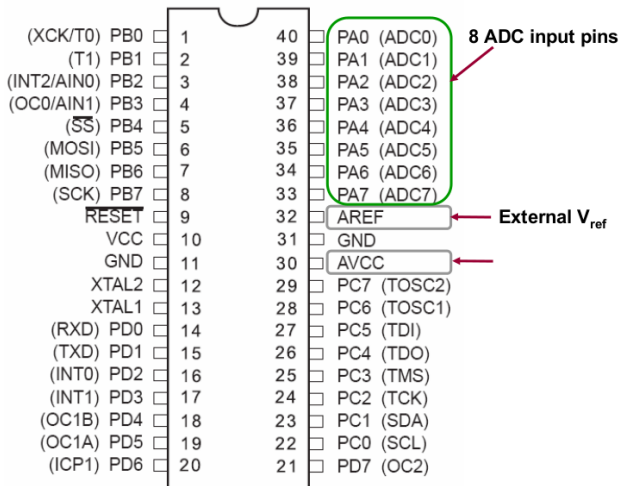 (XCK/T0) PB0 1 40 PA0 (ADC0) 8 ADC input pins
(T1) PB1 2 39 PA1 (ADC1)
(INT2/AIN0) PB2 3 38 PA2 (ADC2)
(OC0/AIN1) PB3 4 37 PA3 (ADC3)
(SS) PB4 5 36 PA4 (ADC4)
(MOSI) PB5 6 35 PA5 (ADC5)
(MISO) PB6 7 34 PA6 (ADC6)
(SCK) PB7 8 33 PA7 (ADC7)
RESET 9 32 AREF External Vref
VCC 10 31 GND
GND 11 30 AVCC
XTAL2 12 29 PC7 (TOSC2)
XTAL1 13 28 PC6 (TOSC1)
(RXD) PD0 14 27 PC5 (TDI)
(TXD) PD1 15 26 PC4 (TDO)
(INT0) PD2 16 25 PC3 (TMS)
(INT1) PD3 17 24 PC2 (TCK)
(OC1B) PD4 18 23 PC1 (SDA)
(OC1A) PD5 19 22 PC0 (SCL)
(ICP1) PD6 20 21 PD7 (OC2)